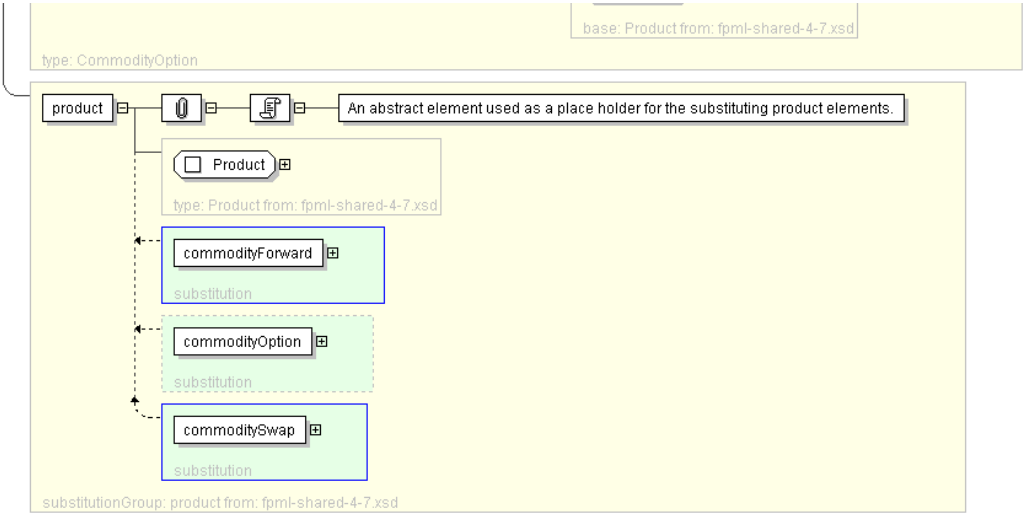 base: Product from: fpml-shared-4-7.xsd
type: CommodityOption
product
An abstract element used as a place holder for the substituting product elements.
Product
type: Product from: fpml-shared-4-7.xsd
commodityForward
substitution
commodityOption
substitution
commoditySwap
substitution
substitutionGroup: product from: fpml-shared-4-7.xsd